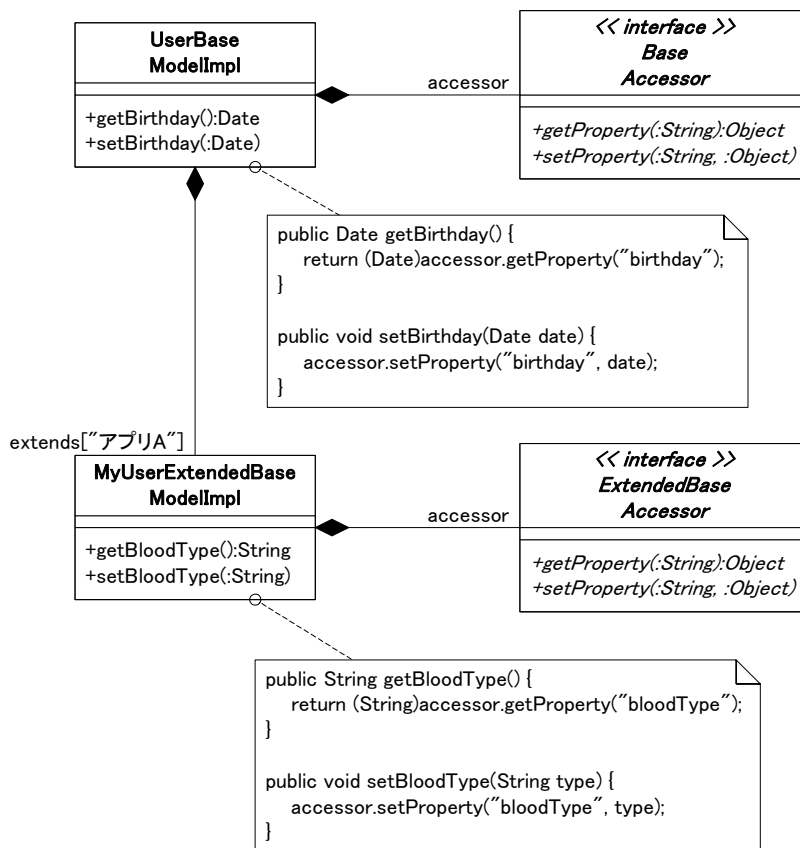 UserBase
ModelImpl
+getBirthday():Date
+setBirthday(:Date)
accessor
<< interface >>
Base
Accessor
+getProperty(:String):Object
+setProperty(:String, :Object)
public Date getBirthday() {
return (Date)accessor.getProperty("birthday");
}
public void setBirthday(Date date) {
accessor.setProperty("birthday", date);
}
extends["アプリA"]
MyUserExtendedBase
ModelImpl
+getBloodType():String
+setBloodType(:String)
accessor
<< interface >>
ExtendedBase
Accessor
+getProperty(:String):Object
+setProperty(:String, :Object)
public String getBloodType() {
return (String)accessor.getProperty("bloodType");
}
public void setBloodType(String type) {
accessor.setProperty("bloodType", type);
}